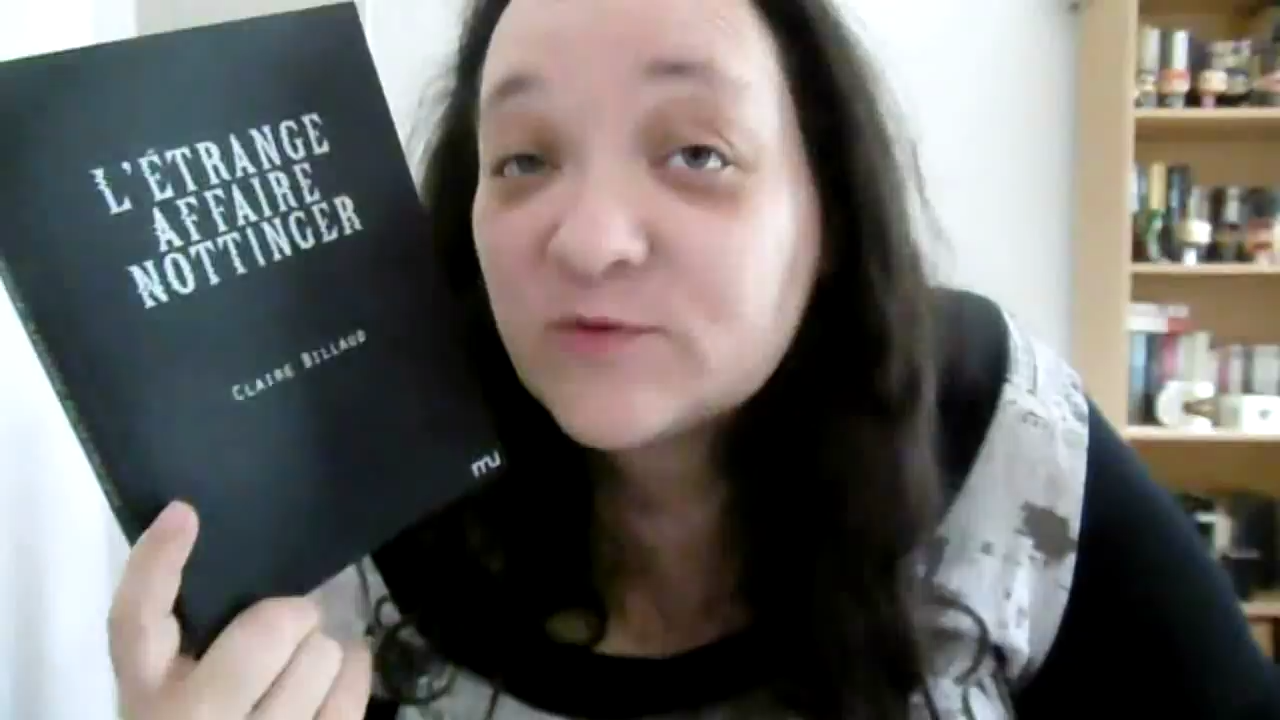 L'ÉTRANGE
AFFAIRE
NOTTINGER
CLAIRE BILLAUD
mu